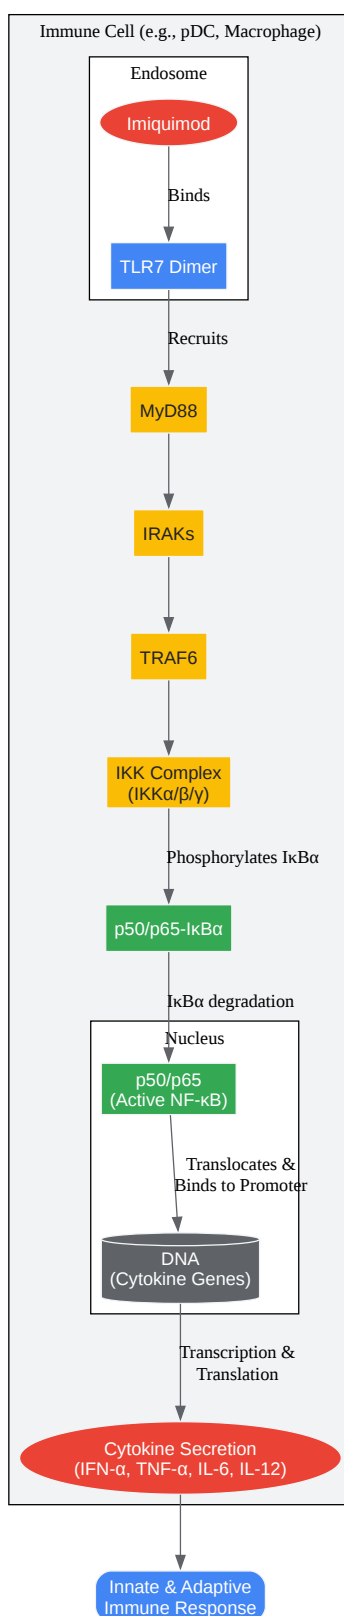 Immune Cell (e.g., pDC, Macrophage)
Endosome
Imiquimod
Binds
TLR7 Dimer
Recruits
MyD88
IRAKs
TRAF6
IKK Complex
(IKKα/β/γ)
Phosphorylates IκBα
p50/p65-IκBα
IκBα degradation
Nucleus
p50/p65
(Active NF-κB)
Translocates &
Binds to Promoter
DNA
(Cytokine Genes)
Transcription &
Translation
Cytokine Secretion
(IFN-α, TNF-α, IL-6, IL-12)
Innate & Adaptive
Immune Response